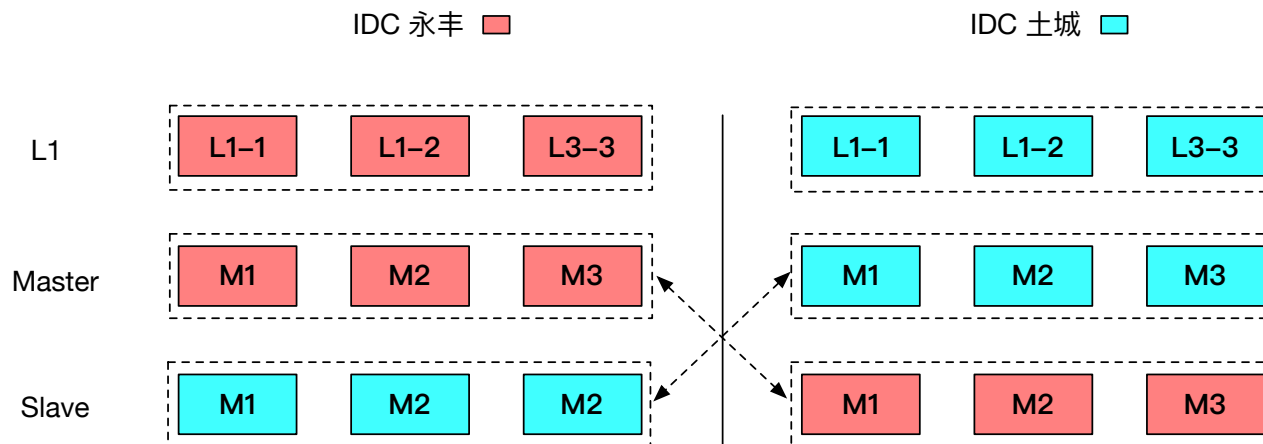 IDC 永丰 IDC 土城
L1 L1–1 L1–2 L3–3 L1–1 L1–2 L3–3
Master M1 M2 M3 M1 M2 M3
Slave M1 M2 M2 M1 M2 M3